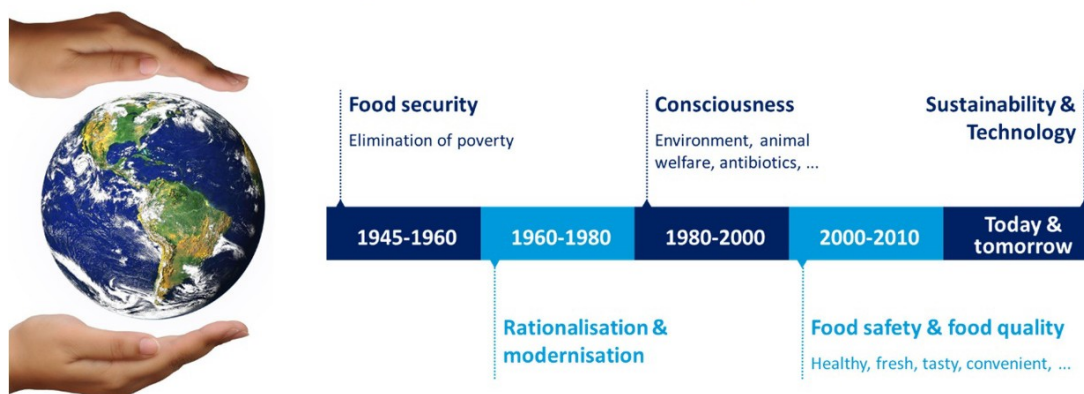 Food security
Elimination of poverty
Consciousness
Environment, animal
welfare, antibiotics, ...
Sustainability &
Technology
1945-1960
1960-1980
1980-2000
2000-2010
Today &
tomorrow
Rationalisation &
modernisation
Food safety & food quality
Healthy, fresh, tasty, convenient, ...